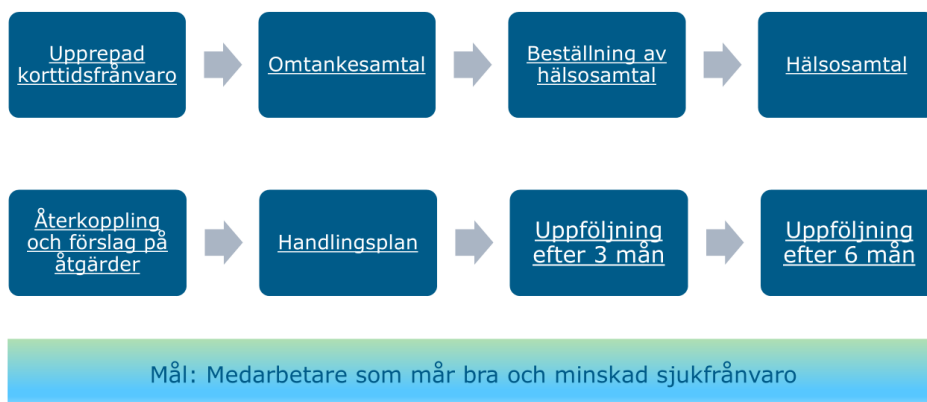 Upprepad
korttidsfrånvaro
Omtankesamtal
Beställning av
hälsosamtal
Hälsosamtal
Återkoppling
och förslag på
åtgärder
Handlingsplan
Uppföljning
efter 3 mån
Uppföljning
efter 6 mån
Mål: Medarbetare som mår bra och minskad sjukfrånvaro